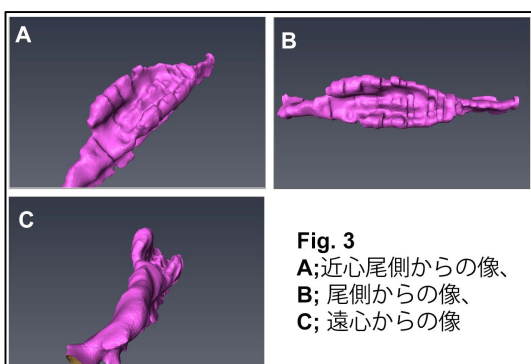 A
B
C
Fig. 3
A;近心尾側からの像、
B; 尾側からの像、
C; 遠心からの像